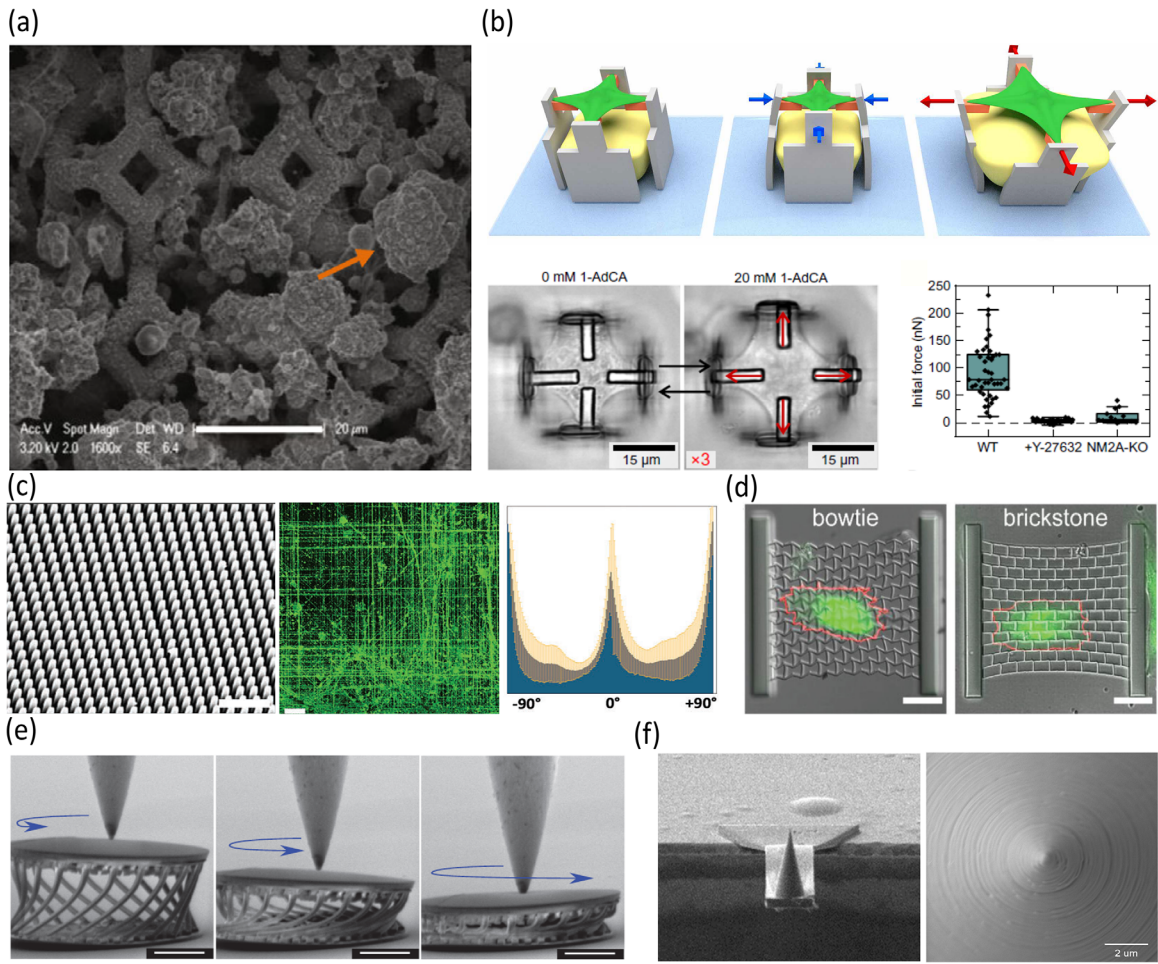 (a)
(b)
Acc.V Spot Magn Det WD
3.20 kV 2.0 1600x SE 6.4
20 µm
0 mM 1-AdCA
20 mM 1-AdCA
15 µm
×3
15 µm
Initial force (nN)
250
200
150
100
50
0
WT
+Y-27632
NM2A-KO
(c)
-90°
0°
+90°
(d)
bowtie
brickstone
(e)
(f)
2 um